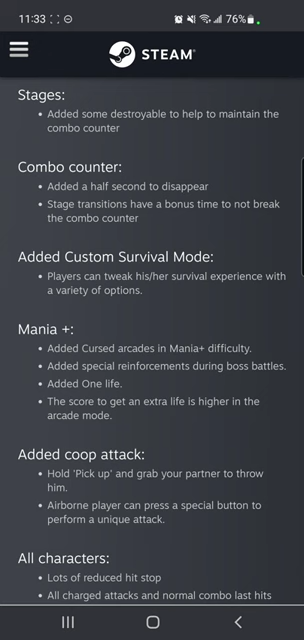 11:33
76%
STEAM®
Stages:
• Added some destroyable to help to maintain the
combo counter
Combo counter:
• Added a half second to disappear
• Stage transitions have a bonus time to not break
the combo counter
Added Custom Survival Mode:
• Players can tweak his/her survival experience with
a variety of options.
Mania +:
• Added Cursed arcades in Mania+ difficulty.
• Added special reinforcements during boss battles.
• Added One life.
• The score to get an extra life is higher in the
arcade mode.
Added coop attack:
• Hold 'Pick up' and grab your partner to throw
him.
• Airborne player can press a special button to
perform a unique attack.
All characters:
• Lots of reduced hit stop
• All charged attacks and normal combo last hits